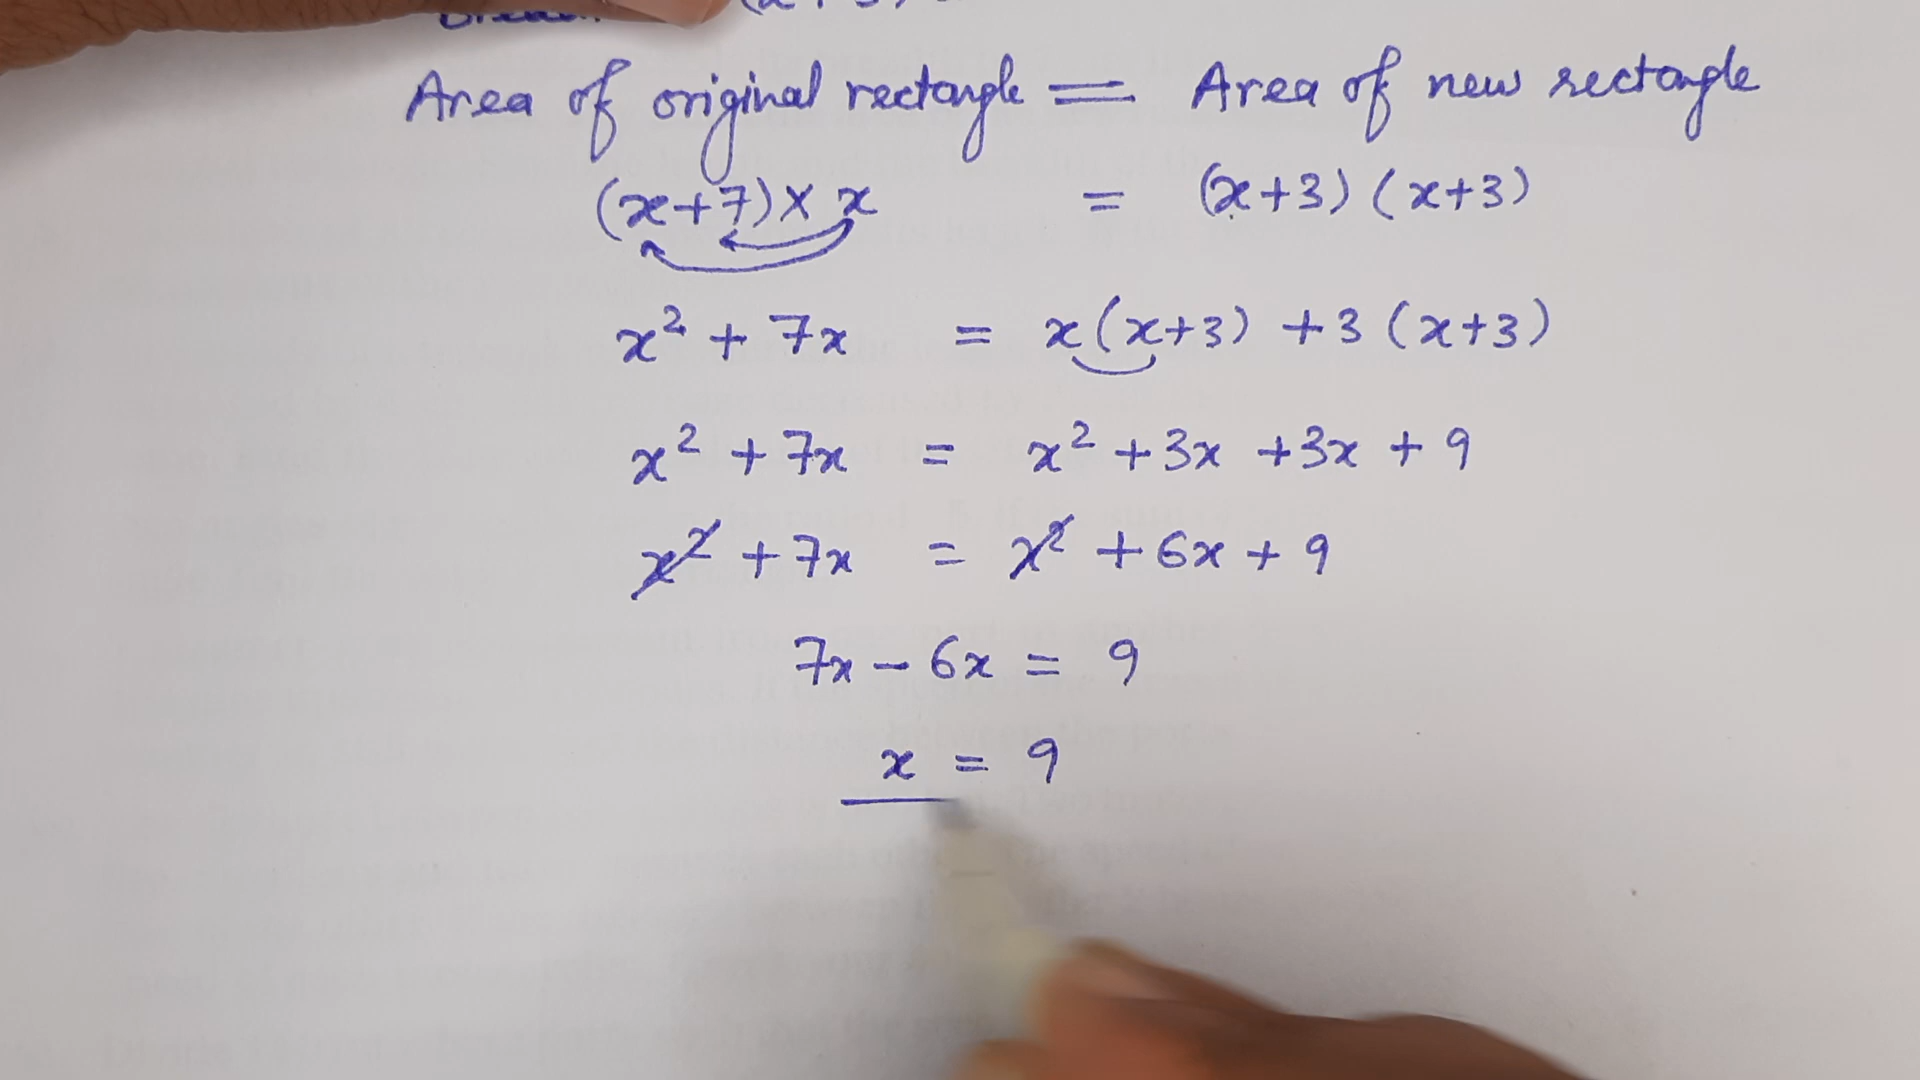 (x+3)
Area of original rectangle = Area of new rectangle
(x+7) × x = (x+3) (x+3)
x² + 7x = x(x+3) + 3 (x+3)
x² + 7x = x² + 3x + 3x + 9
x² + 7x = x² + 6x + 9
7x – 6x = 9
x = 9